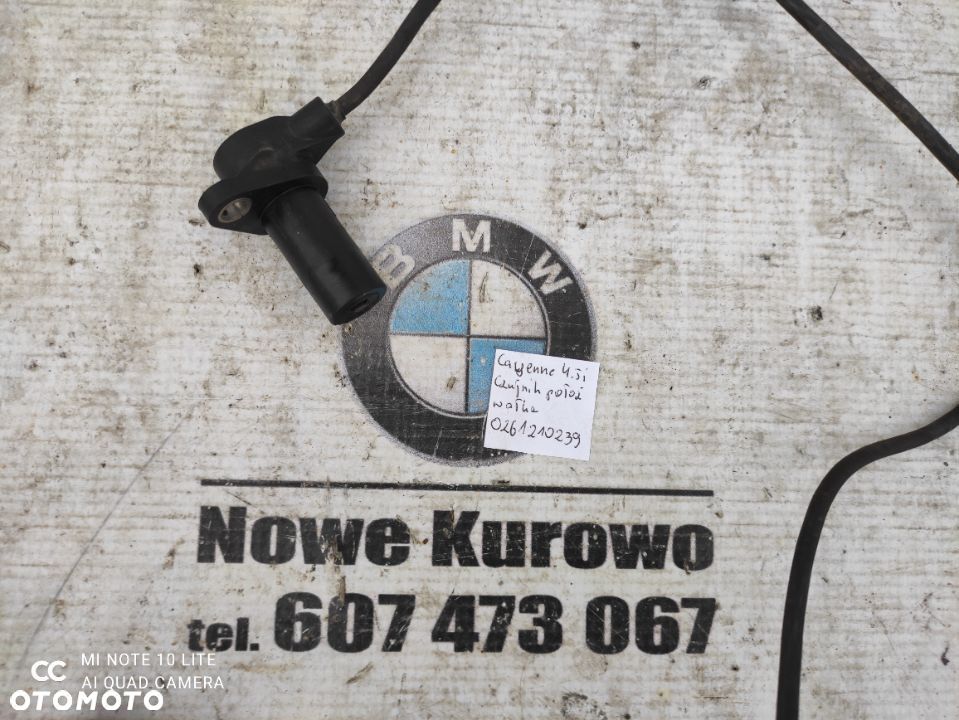 BMW
Cayenne 4.5i
Czujnik położ
wałka
0261210239
Nowe Kurowo
tel. 607 473 067
MI NOTE 10 LITE
AI QUAD CAMERA
OTOMOTO